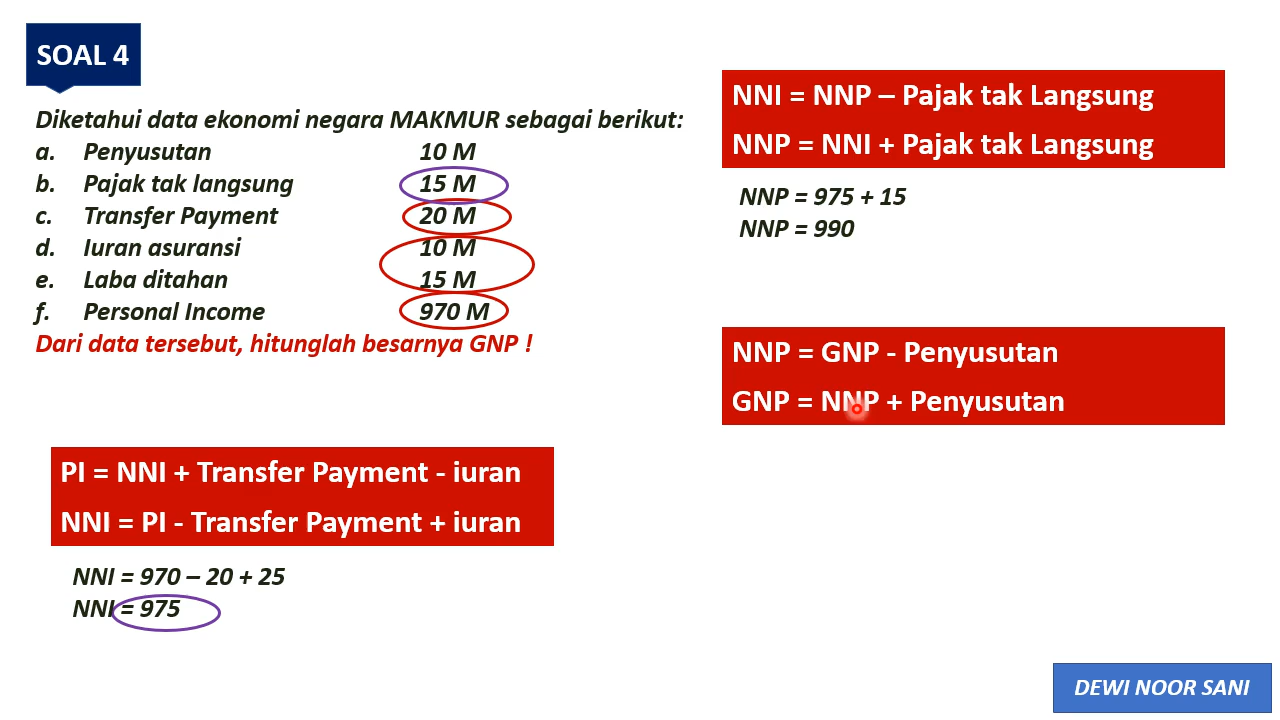 SOAL 4
Diketahui data ekonomi negara MAKMUR sebagai berikut:
a. Penyusutan 10 M
b. Pajak tak langsung 15 M
c. Transfer Payment 20 M
d. Iuran asuransi 10 M
e. Laba ditahan 15 M
f. Personal Income 970 M
Dari data tersebut, hitunglah besarnya GNP !
PI = NNI + Transfer Payment - iuran
NNI = PI - Transfer Payment + iuran
NNI = 970 – 20 + 25
NNI = 975
NNI = NNP – Pajak tak Langsung
NNP = NNI + Pajak tak Langsung
NNP = 975 + 15
NNP = 990
NNP = GNP - Penyusutan
GNP = NNP + Penyusutan
DEWI NOOR SANI